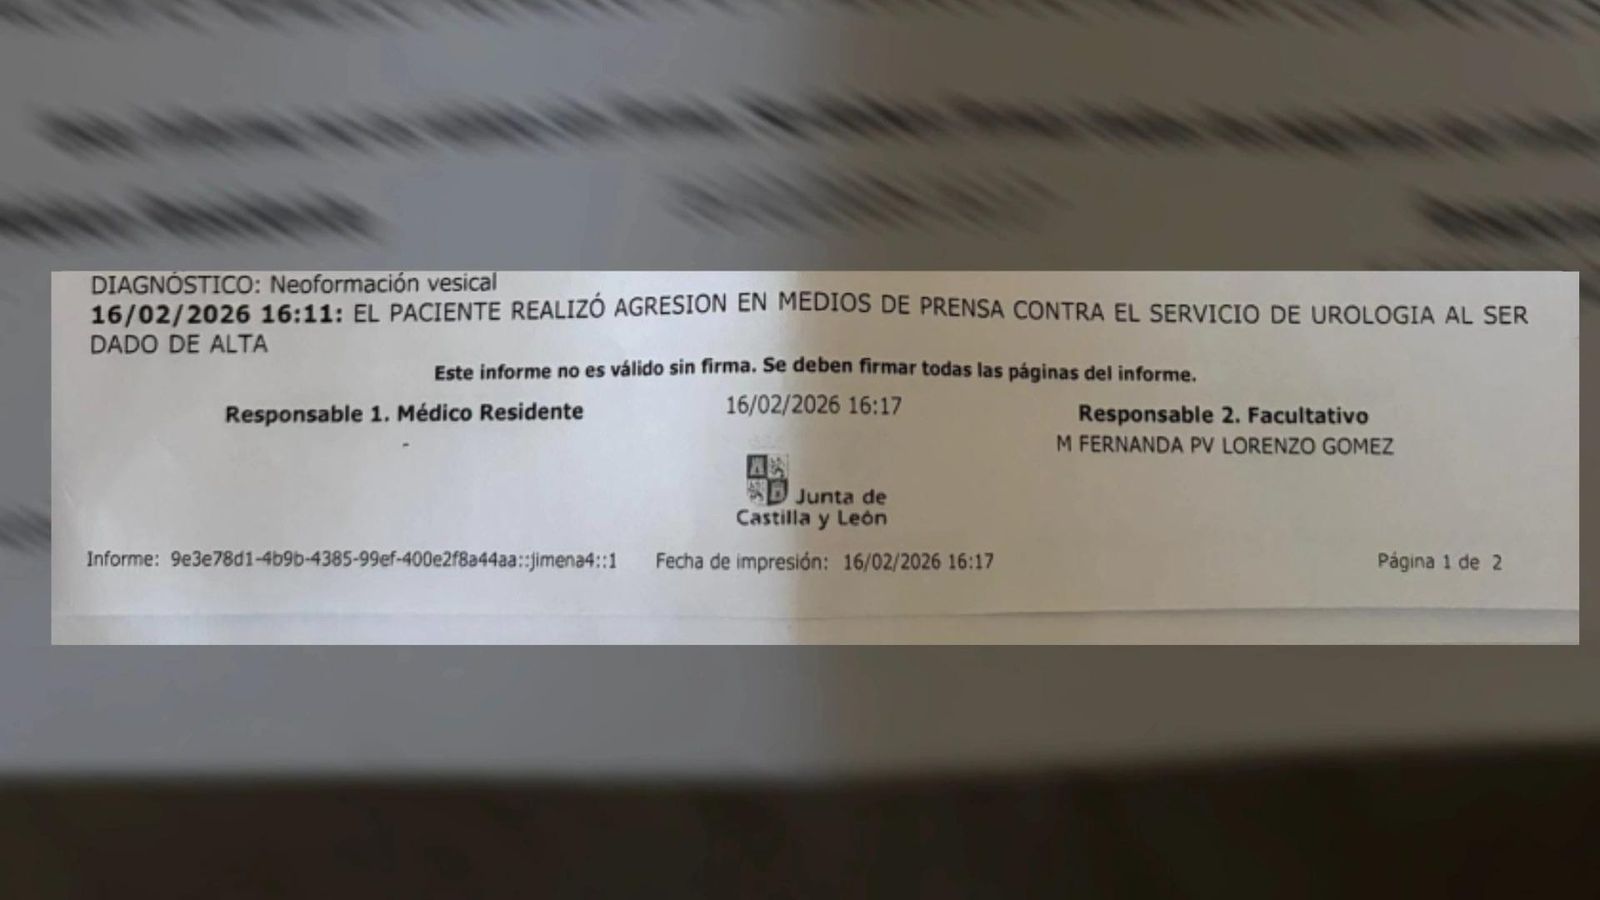 DIAGNÓSTICO: Neoformación vesical
16/02/2026 16:11: EL PACIENTE REALIZÓ AGRESION EN MEDIOS DE PRENSA CONTRA EL SERVICIO DE UROLOGIA AL SER
DADO DE ALTA
Este informe no es válido sin firma. Se deben firmar todas las páginas del informe.
Responsable 1. Médico Residente
-
16/02/2026 16:17
Responsable 2. Facultativo
M FERNANDA PV LORENZO GOMEZ
Junta de
Castilla y León
Informe: 9e3e78d1-4b9b-4385-99ef-400e2f8a44aa::jimena4::1 Fecha de impresión: 16/02/2026 16:17 Página 1 de 2